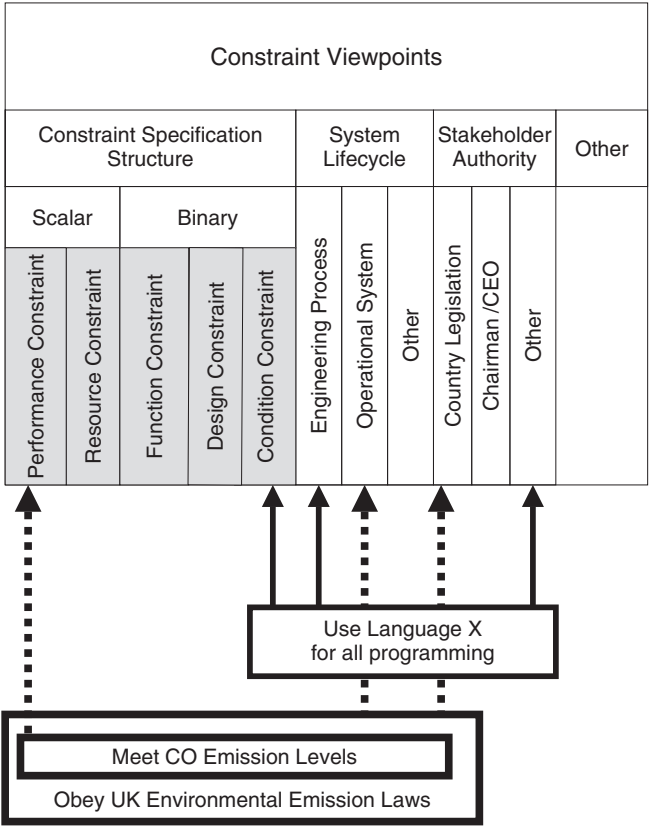 Constraint Viewpoints
Constraint Specification
Structure
System
Lifecycle
Stakeholder
Authority
Other
Scalar
Binary
Performance Constraint
Resource Constraint
Function Constraint
Design Constraint
Condition Constraint
Engineering Process
Operational System
Other
Country Legislation
Chairman /CEO
Other
Use Language X
for all programming
Meet CO Emission Levels
Obey UK Environmental Emission Laws